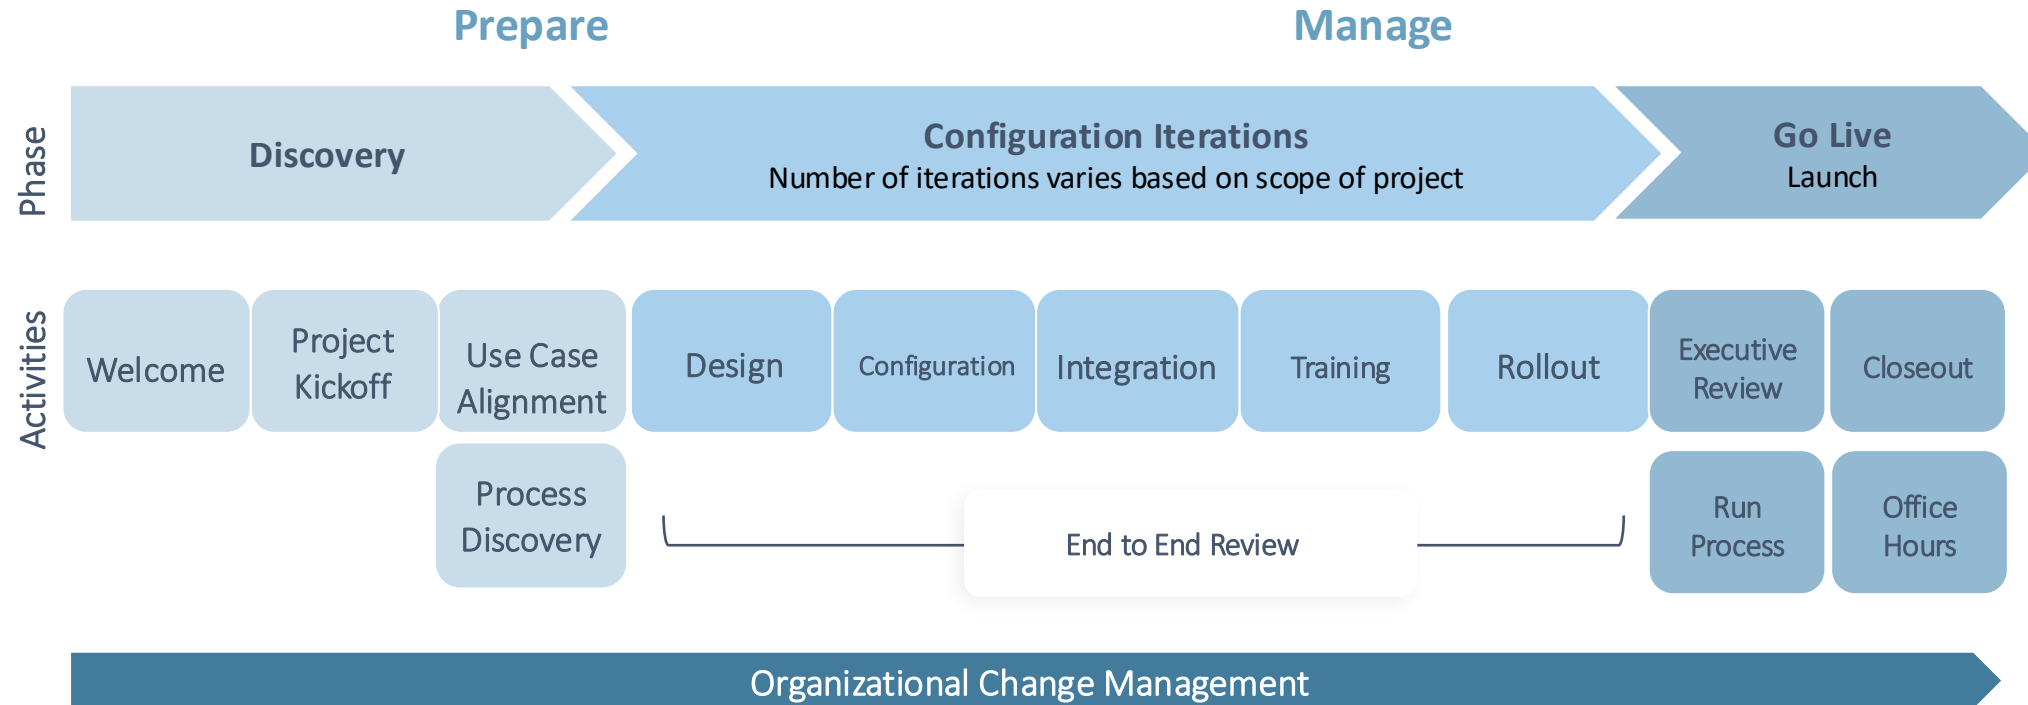 Prepare
Manage
Phase
Discovery
Configuration Iterations
Number of iterations varies based on scope of project
Go Live
Launch
Activities
Welcome
Project
Kickoff
Use Case
Alignment
Design
Configuration
Integration
Training
Rollout
Executive
Review
Closeout
Process
Discovery
End to End Review
Run
Process
Office
Hours
Organizational Change Management